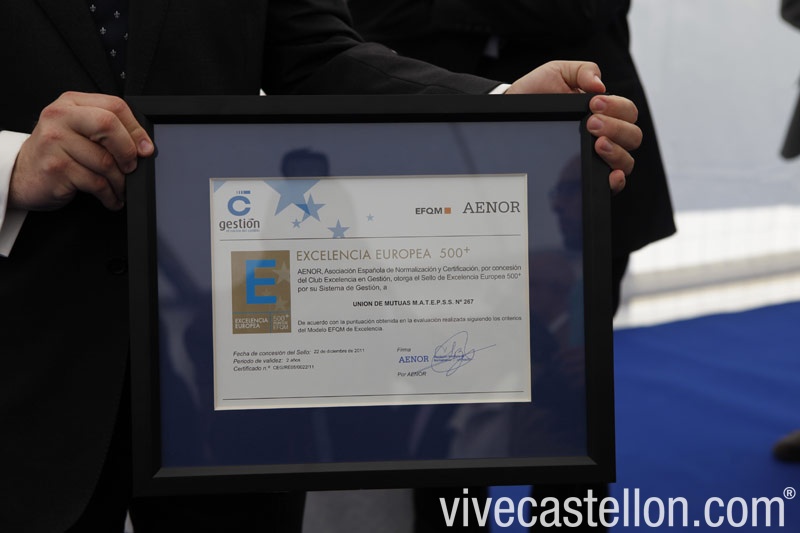 C
gestión
EFQM AENOR
EXCELENCIA EUROPEA 500+
AENOR, Asociación Española de Normalización y Certificación, por concesión
del Club Excelencia en Gestión, otorga el Sello de Excelencia Europea 500+
por su Sistema de Gestión, a
UNION DE MUTUAS M.A.T.E.P.S.S. Nº 267
De acuerdo con la puntuación obtenida en la evaluación realizada siguiendo los criterios
del Modelo EFQM de Excelencia.
E
EXCELENCIA
EUROPEA
500+
EFQM
Fecha de concesión del Sello: 22 de diciembre de 2011
Periodo de validez: 2 años
Certificado n.º
Firma
AENOR
Por AENOR
vivecastellon.com®